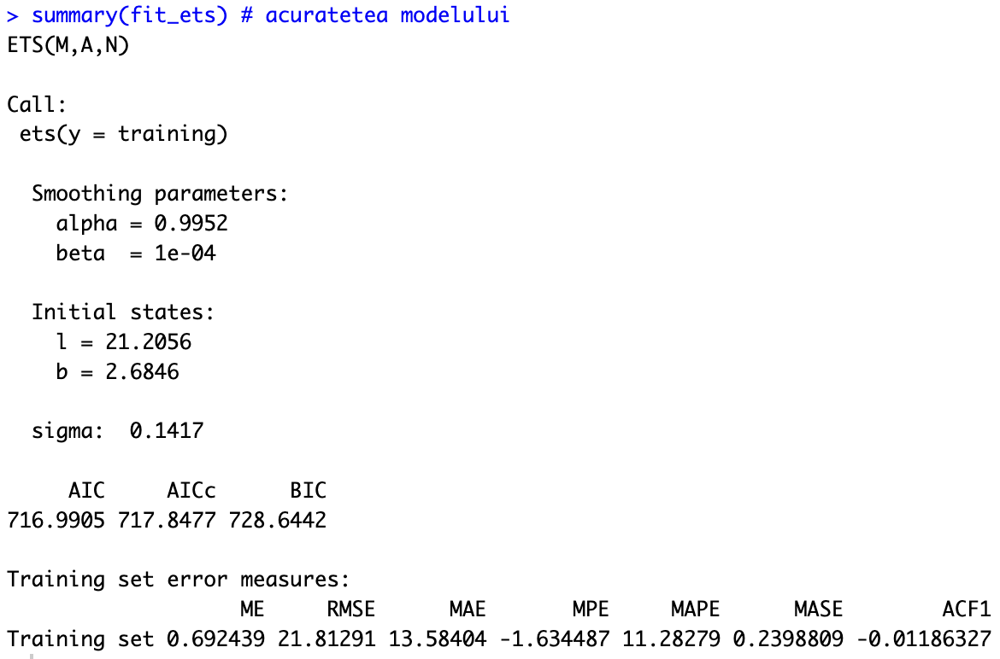 > summary(fit_ets) # acuratetea modelului
ETS(M,A,N)
Call:
ets(y = training)
Smoothing parameters:
alpha = 0.9952
beta = 1e-04
Initial states:
l = 21.2056
b = 2.6846
sigma: 0.1417
AIC AICc BIC
716.9905 717.8477 728.6442
Training set error measures:
ME RMSE MAE MPE MAPE MASE ACF1
Training set 0.692439 21.81291 13.58404 -1.634487 11.28279 0.2398809 -0.01186327